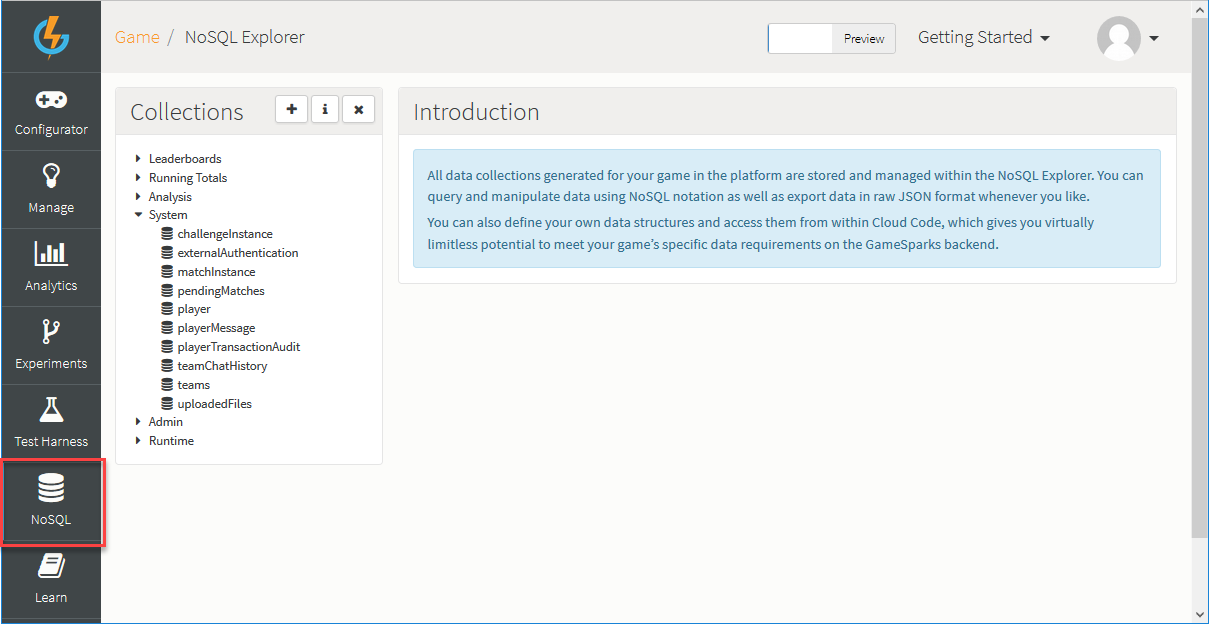 Game / NoSQL Explorer
Preview
Getting Started
Configurator
Manage
Analytics
Experiments
Test Harness
NoSQL
Learn
Collections
Leaderboards
Running Totals
Analysis
System
challengeInstance
externalAuthentication
matchInstance
pendingMatches
player
playerMessage
playerTransactionAudit
teamChatHistory
teams
uploadedFiles
Admin
Runtime
Introduction
All data collections generated for your game in the platform are stored and managed within the NoSQL Explorer. You can
query and manipulate data using NoSQL notation as well as export data in raw JSON format whenever you like.
You can also define your own data structures and access them from within Cloud Code, which gives you virtually
limitless potential to meet your game’s specific data requirements on the GameSparks backend.